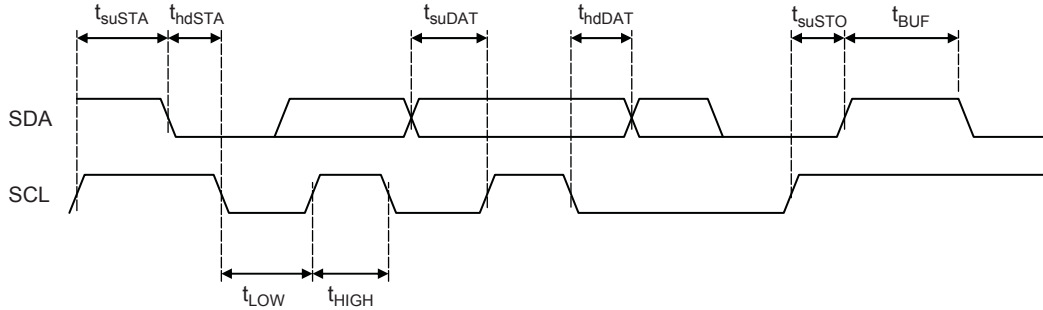 tsuSTA thdSTA tsuDAT thdDAT tsuSTO tBUF
SDA
SCL
tLOW tHIGH